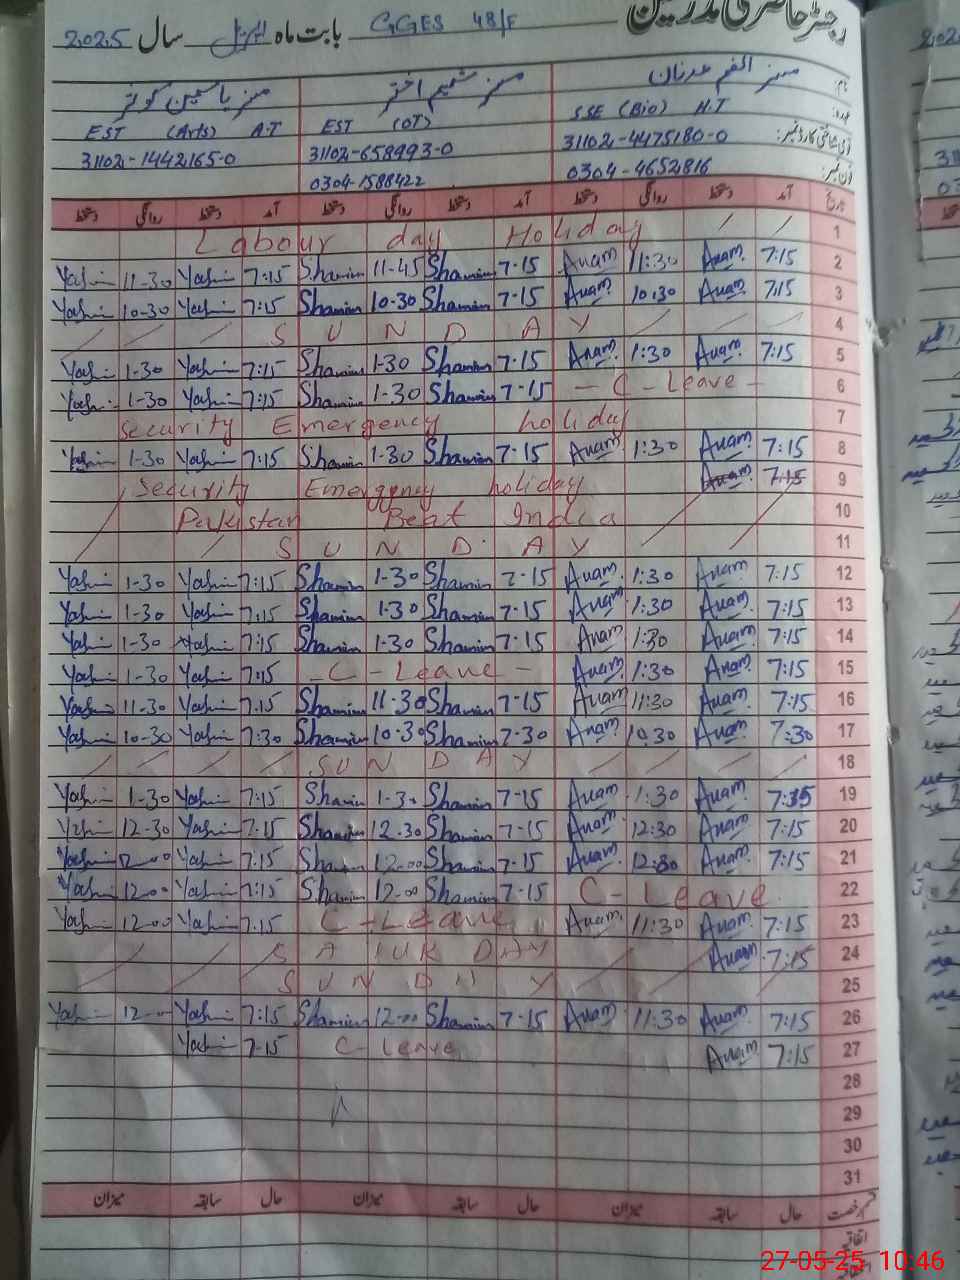 رجسٹر حاضری مدرسین
GGES 48/F بابت ماہ اپریل سال 2025
نام: مسز انعم عدنان مسز شمیم اختر مسز یاسمین کوثر
عہدہ: SSE (Bio) H.T EST (OT) EST (Arts) A.T
31102-4475180-0 31102-658993-0 31102-1442165-0
فون نمبر: 0304-4652816 0304-1588422
تاریخ آمد دستخط روانگی دستخط آمد دستخط روانگی دستخط آمد دستخط روانگی دستخط
Labour day Holiday 1
Yasmin 11-30 Yasmin 7:15 Shamim 11-45 Shamim 7-15 Anam 11:30 Anam 7:15 2
Yasmin 10-30 Yasmin 7:15 Shamim 10-30 Shamim 7-15 Anam 10:30 Anam 7:15 3
S U N D A Y 4
Yasmin 1-30 Yasmin 7:15 Shamim 1-30 Shamim 7-15 Anam 1:30 Anam 7:15 5
Yasmin 1-30 Yasmin 7:15 Shamim 1-30 Shamim 7-15 - C - Leave - 6
Security Emergency holiday 7
Yasmin 1-30 Yasmin 7:15 Shamim 1-30 Shamim 7-15 Anam 1:30 Anam 7:15 8
Security Emergency holiday Anam 7:15 9
Pakistan Beat India 10
S U N D A Y 11
Yasmin 1-30 Yasmin 7:15 Shamim 1-30 Shamim 7-15 Anam 1:30 Anam 7:15 12
Yasmin 1-30 Yasmin 7:15 Shamim 1-30 Shamim 7-15 Anam 1:30 Anam 7:15 13
Yasmin 1-30 Yasmin 7:15 Shamim 1-30 Shamim 7-15 Anam 1:30 Anam 7:15 14
Yasmin 1-30 Yasmin 7:15 - C - Leave - Anam 1:30 Anam 7:15 15
Yasmin 11-30 Yasmin 7:15 Shamim 11-30 Shamim 7-15 Anam 11:30 Anam 7:15 16
Yasmin 10-30 Yasmin 7:30 Shamim 10-30 Shamim 7-30 Anam 10:30 Anam 7:30 17
S U N D A Y 18
Yasmin 1-30 Yasmin 7:15 Shamim 1-30 Shamim 7-15 Anam 1:30 Anam 7:15 19
Yasmin 12-30 Yasmin 7:15 Shamim 12-30 Shamim 7-15 Anam 12:30 Anam 7:15 20
Yasmin 12-00 Yasmin 7:15 Shamim 12-00 Shamim 7-15 Anam 12:30 Anam 7:15 21
Yasmin 12-00 Yasmin 7:15 Shamim 12-00 Shamim 7-15 C - Leave 22
Yasmin 12-00 Yasmin 7:15 C - Leave Anam 11:30 Anam 7:15 23
S A T U R D A Y Anam 7:15 24
S U N D A Y 25
Yasmin 12-00 Yasmin 7:15 Shamim 12-00 Shamim 7-15 Anam 11:30 Anam 7:15 26
Yasmin 7-15 C - leave Anam 7:15 27
28
29
30
31
قسم رخصت حال سابقہ میزان حال سابقہ میزان حال سابقہ میزان
اتفاقیہ
27-05-25 10:46